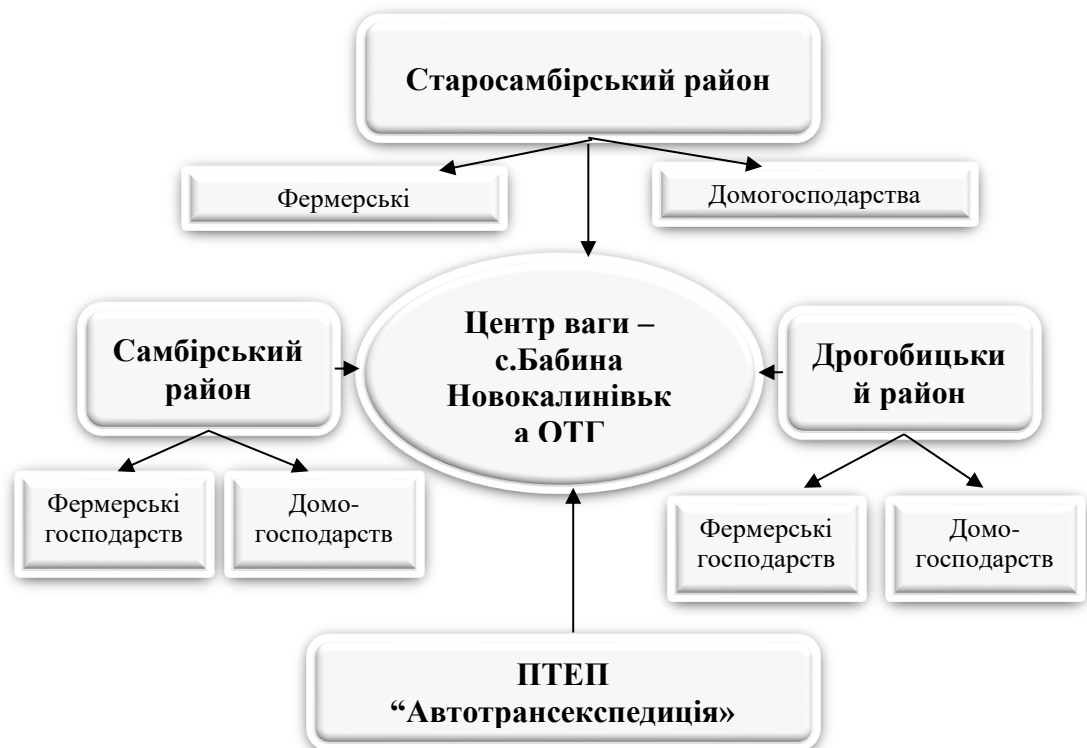 Старосамбірський район
Фермерські
Домогосподарства
Центр ваги –
с.Бабина
Новокалинівьк
а ОТГ
Самбірський
район
Дрогобицьки
й район
Фермерські
господарств
Домо-
господарств
Фермерські
господарств
Домо-
господарств
ПТЕП
“Автотрансекспедиція»